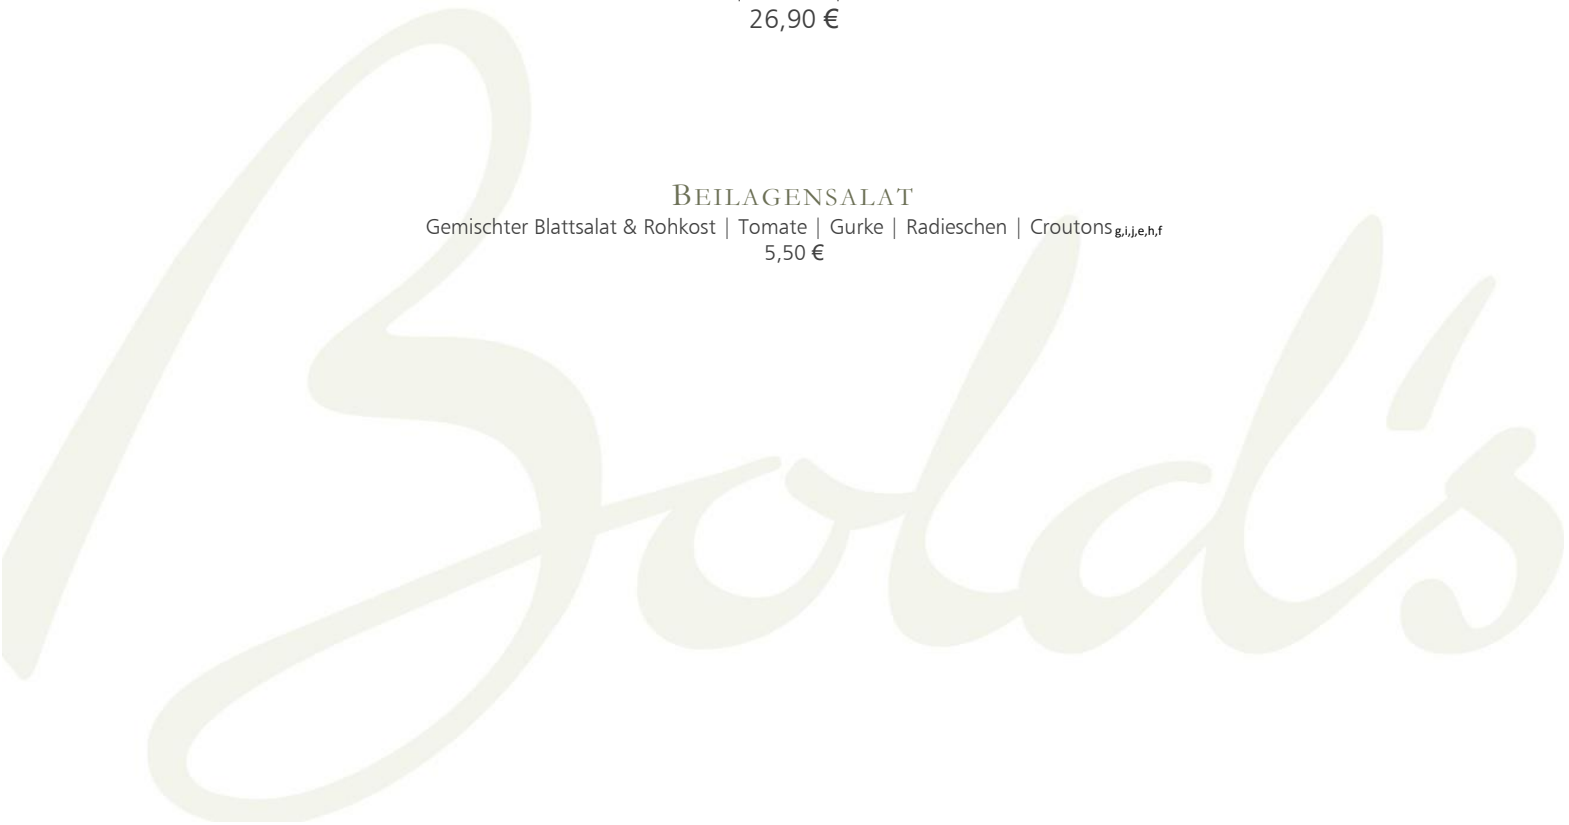 26,90 €
BEILAGENSALAT
Gemischter Blattsalat & Rohkost | Tomate | Gurke | Radieschen | Croutons g,i,j,e,h,f
5,50 €
Bold's